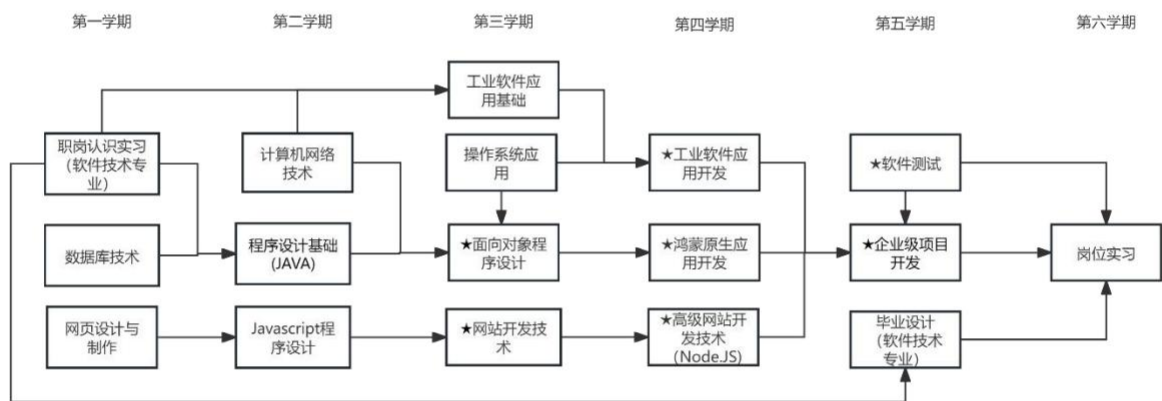 第一学期
第二学期
第三学期
第四学期
第五学期
第六学期
工业软件应
用基础
职岗认识实习
（软件技术专
业）
计算机网络
技术
操作系统应
用
★工业软件应
用开发
★软件测试
数据库技术
程序设计基础
(JAVA)
★面向对象程
序设计
★鸿蒙原生应
用开发
★企业级项目
开发
岗位实习
网页设计与
制作
Javascript程
序设计
★网站开发技
术
★高级网站开
发技术
（Node.JS）
毕业设计
（软件技术
专业）